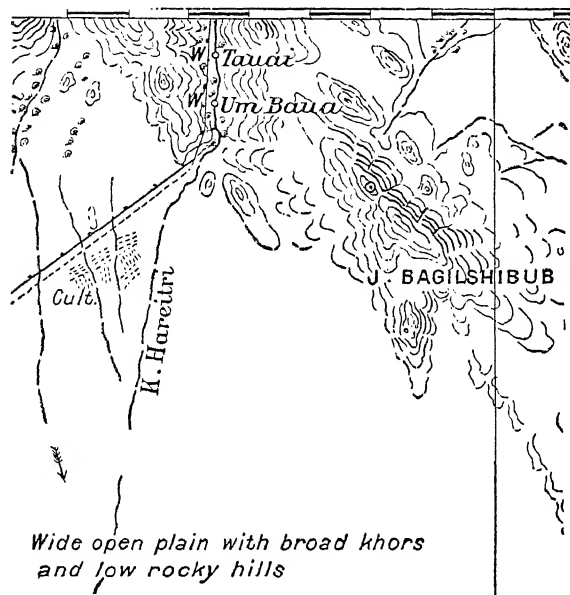 W. Tauai
W. Um Baua
J. BAGILSHIBUB
Cult.
K. Hareitri
Wide open plain with broad khors
and low rocky hills